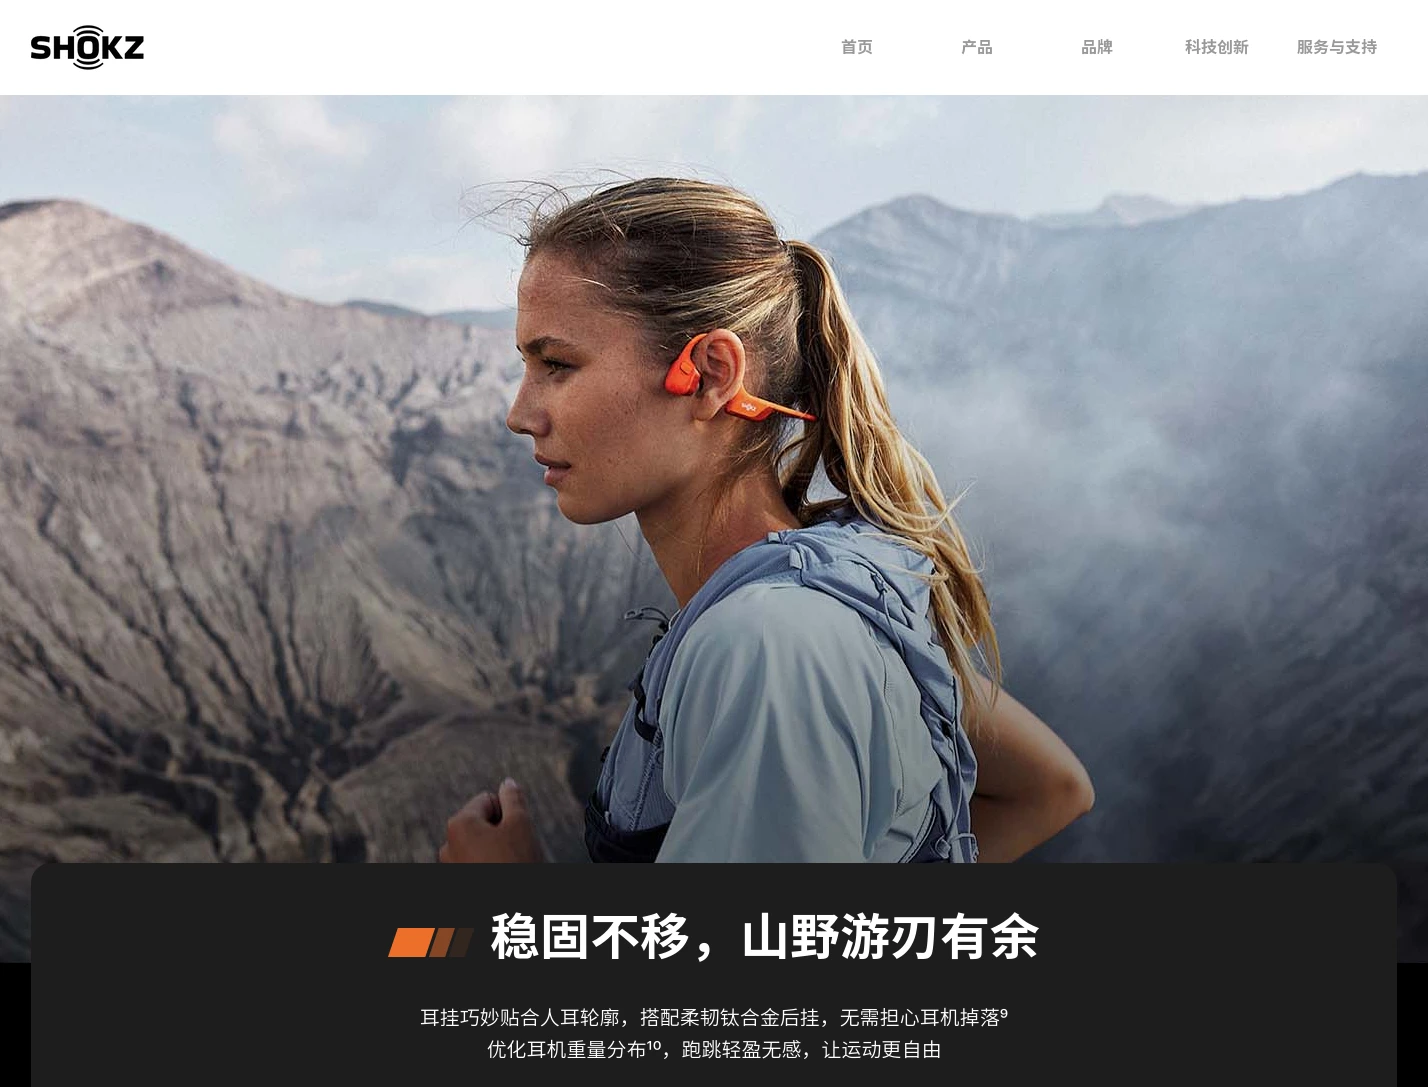 SHOKZ
首页
产品
品牌
科技创新
服务与支持
SHOKZ
稳固不移，山野游刃有余
耳挂巧妙贴合人耳轮廓，搭配柔韧钛合金后挂，无需担心耳机掉落⁹
优化耳机重量分布¹⁰，跑跳轻盈无感，让运动更自由